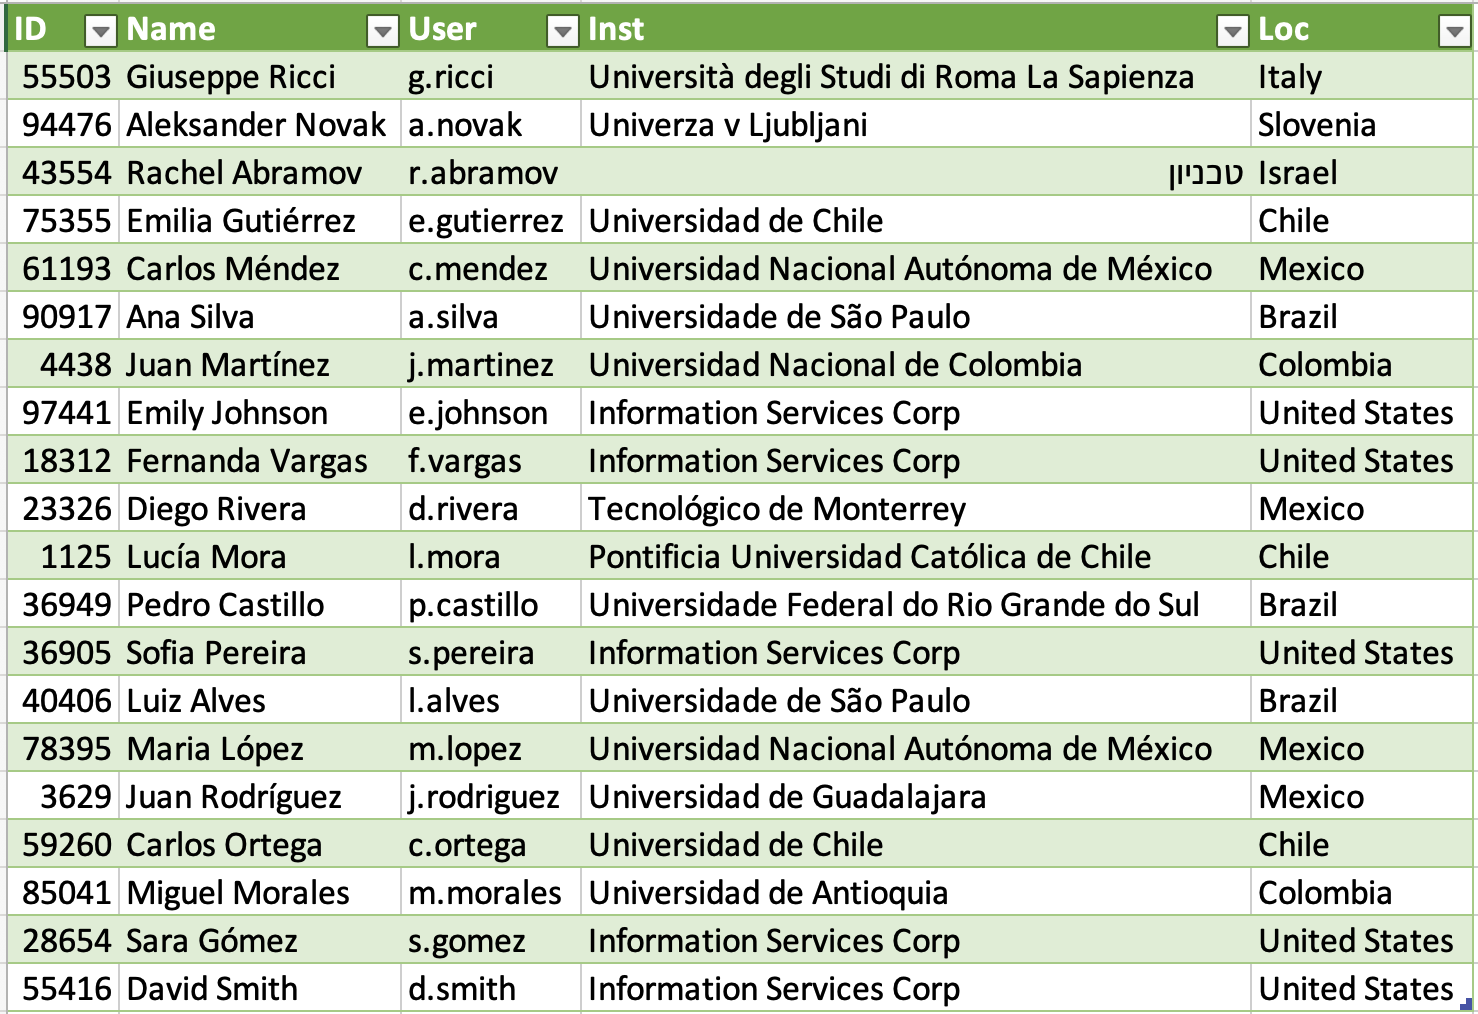 ID Name User Inst Loc
55503 Giuseppe Ricci g.ricci Università degli Studi di Roma La Sapienza Italy
94476 Aleksander Novak a.novak Univerza v Ljubljani Slovenia
43554 Rachel Abramov r.abramov טכניון Israel
75355 Emilia Gutiérrez e.gutierrez Universidad de Chile Chile
61193 Carlos Méndez c.mendez Universidad Nacional Autónoma de México Mexico
90917 Ana Silva a.silva Universidade de São Paulo Brazil
4438 Juan Martínez j.martinez Universidad Nacional de Colombia Colombia
97441 Emily Johnson e.johnson Information Services Corp United States
18312 Fernanda Vargas f.vargas Information Services Corp United States
23326 Diego Rivera d.rivera Tecnológico de Monterrey Mexico
1125 Lucía Mora l.mora Pontificia Universidad Católica de Chile Chile
36949 Pedro Castillo p.castillo Universidade Federal do Rio Grande do Sul Brazil
36905 Sofia Pereira s.pereira Information Services Corp United States
40406 Luiz Alves l.alves Universidade de São Paulo Brazil
78395 Maria López m.lopez Universidad Nacional Autónoma de México Mexico
3629 Juan Rodríguez j.rodriguez Universidad de Guadalajara Mexico
59260 Carlos Ortega c.ortega Universidad de Chile Chile
85041 Miguel Morales m.morales Universidad de Antioquia Colombia
28654 Sara Gómez s.gomez Information Services Corp United States
55416 David Smith d.smith Information Services Corp United States